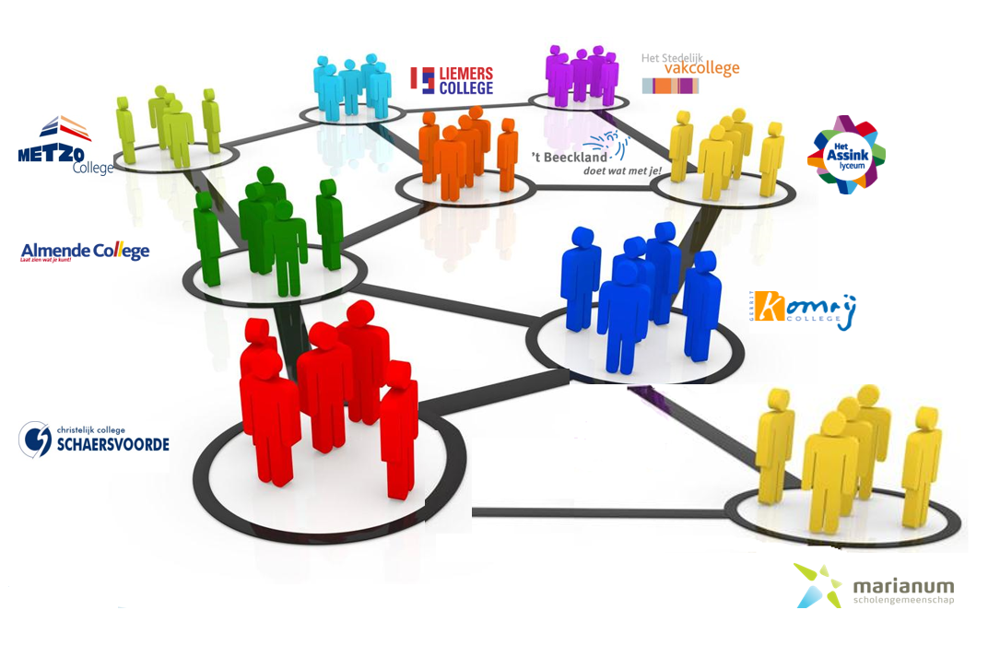 LIEMERS
COLLEGE
Het Stedelijk
vakcollege
METZO
College
't Beeckland
doet wat met je!
Het
Assink
lyceum
Almende College
Laat zien wat je kunt!
GERRIT
Komrij
COLLEGE
christelijk college
SCHAERSVOORDE
marianum
scholengemeenschap